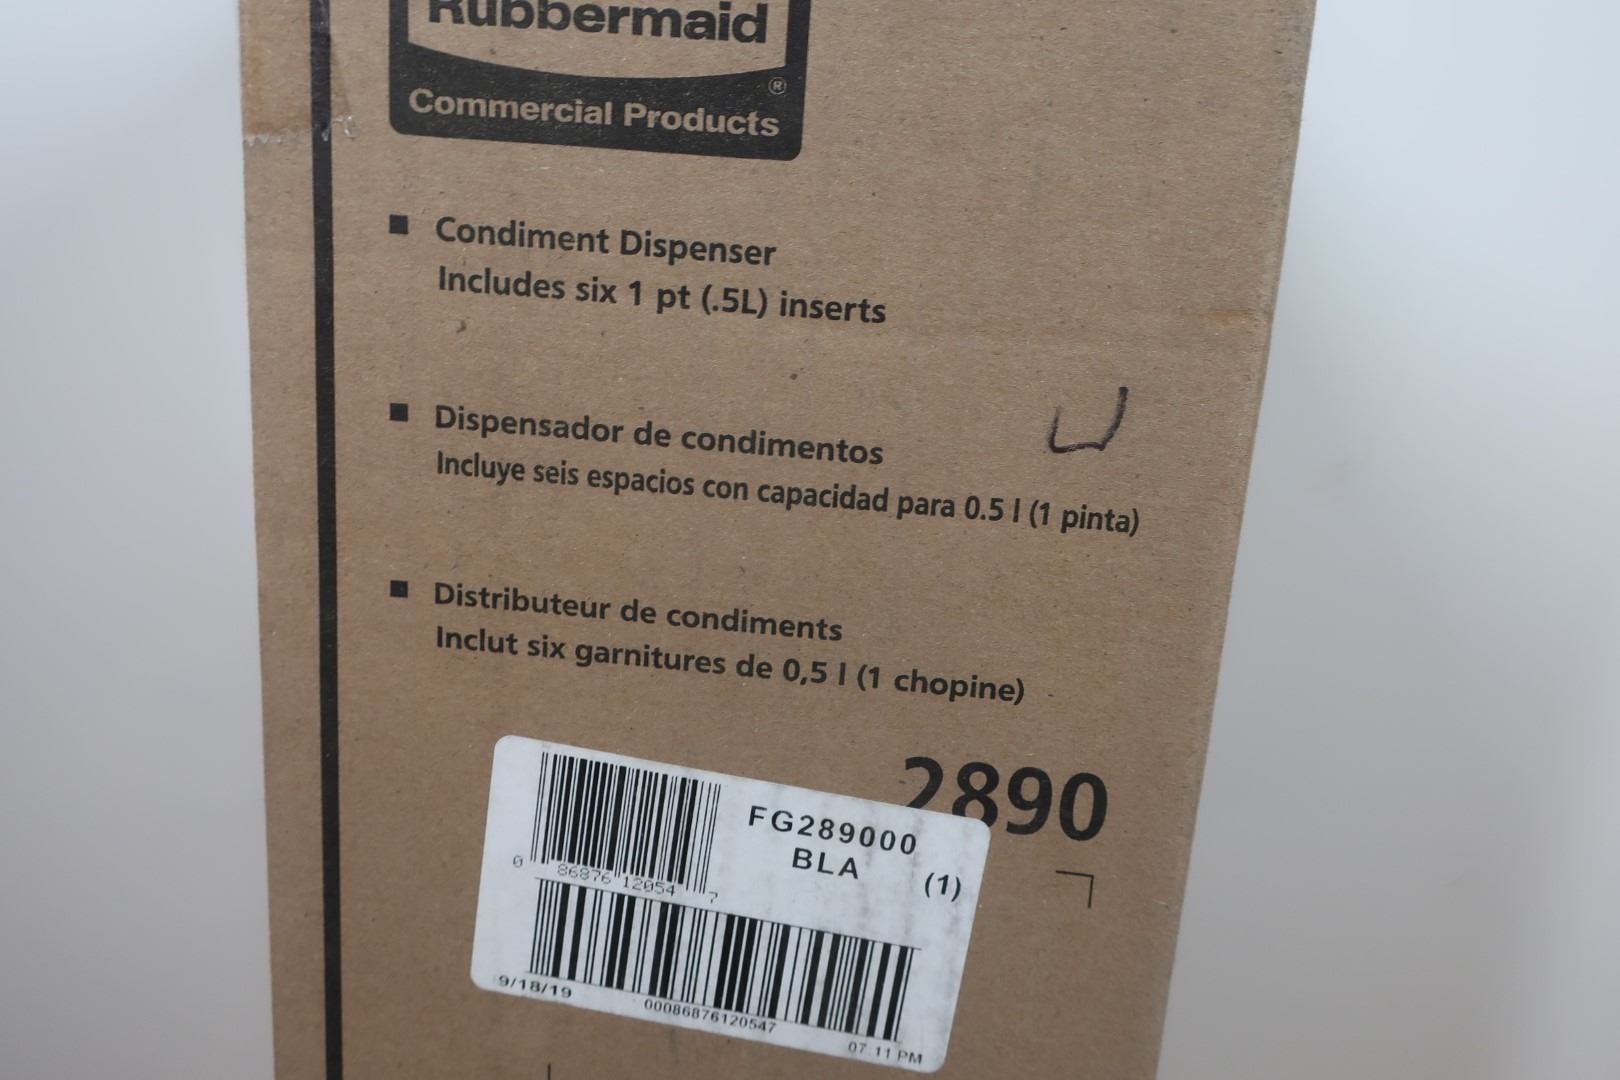 Rubbermaid
®
Commercial Products
■ Condiment Dispenser
Includes six 1 pt (.5L) inserts
■ Dispensador de condimentos
Incluye seis espacios con capacidad para 0.5 l (1 pinta)
■ Distributeur de condiments
Inclut six garnitures de 0,5 l (1 chopine)
2890
FG289000
BLA
(1)
0 86876 12054 7
9/18/19
00086876120547
07.11 PM